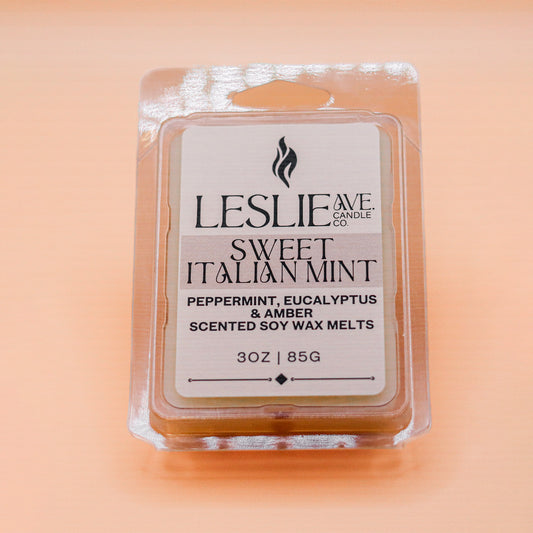 LESLIE AVE.
CANDLE
CO.
SWEET
ITALIAN MINT
PEPPERMINT, EUCALYPTUS
& AMBER
SCENTED SOY WAX MELTS
3OZ | 85G